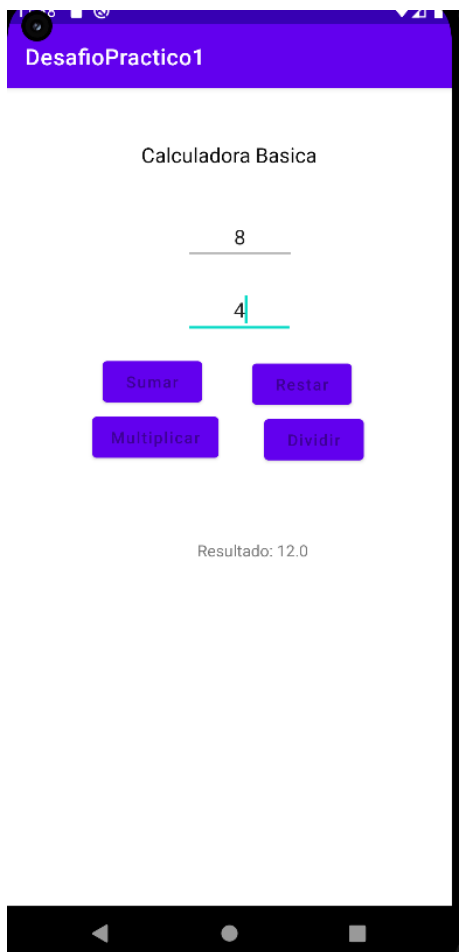 DesafioPractico1
Calculadora Basica
8
4
Sumar
Restar
Multiplicar
Dividir
Resultado: 12.0